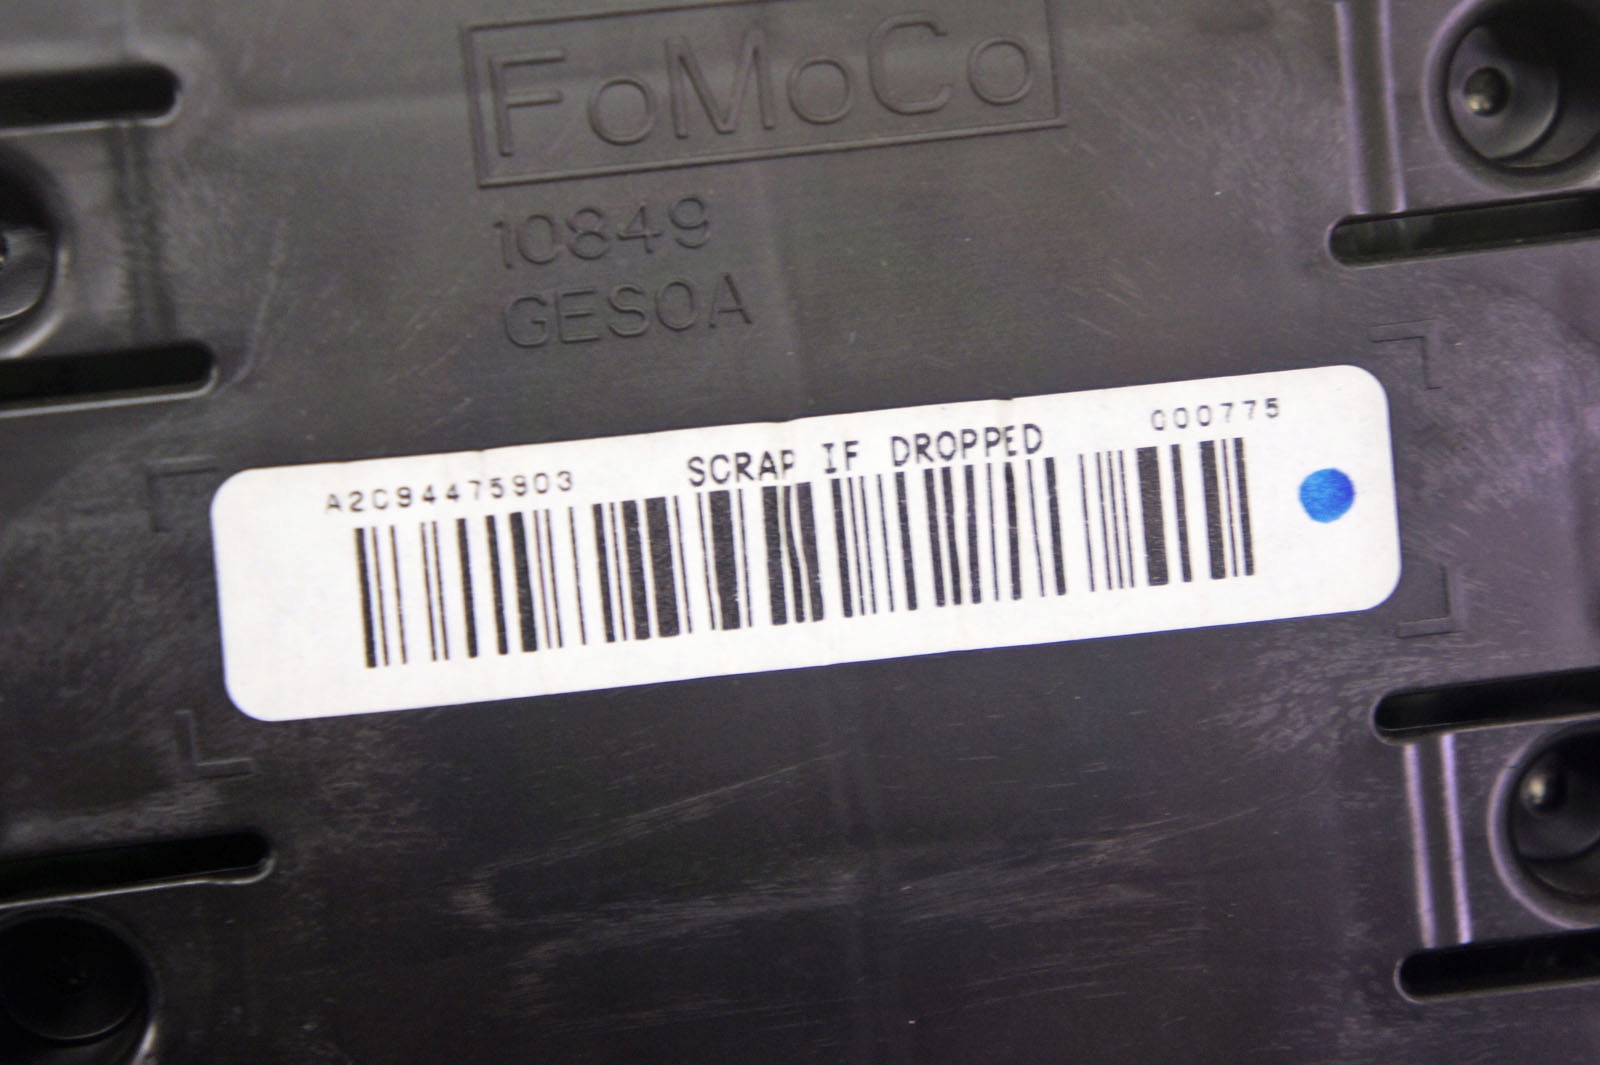 FoMoCo
10849
GES0A
A2C94475903 SCRAP IF DROPPED 000775